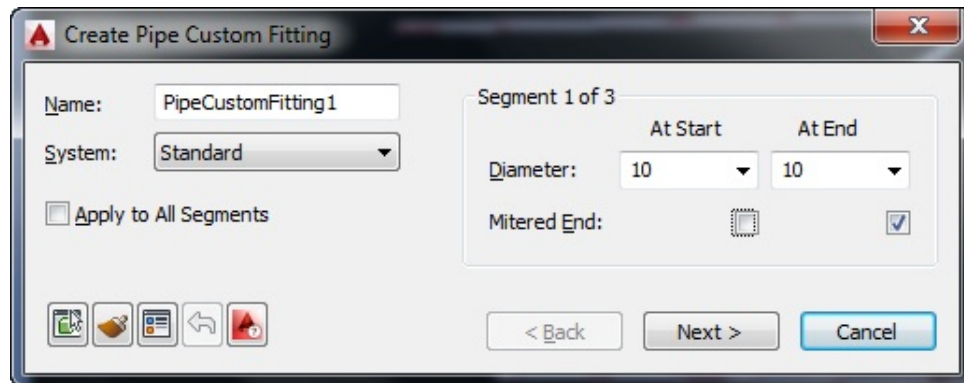 Create Pipe Custom Fitting
Name: PipeCustomFitting1
System: Standard
Apply to All Segments
Segment 1 of 3
At Start At End
Diameter: 10 10
Mitered End:
< Back Next > Cancel